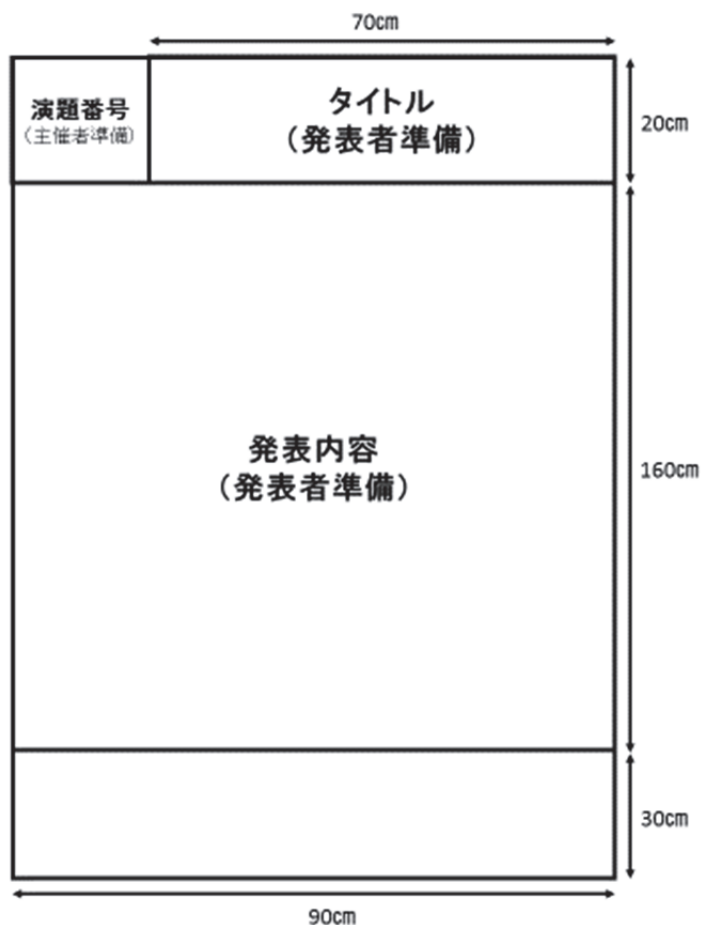 70cm
演題番号
（主催者準備）
タイトル
（発表者準備）
20cm
発表内容
（発表者準備）
160cm
30cm
90cm